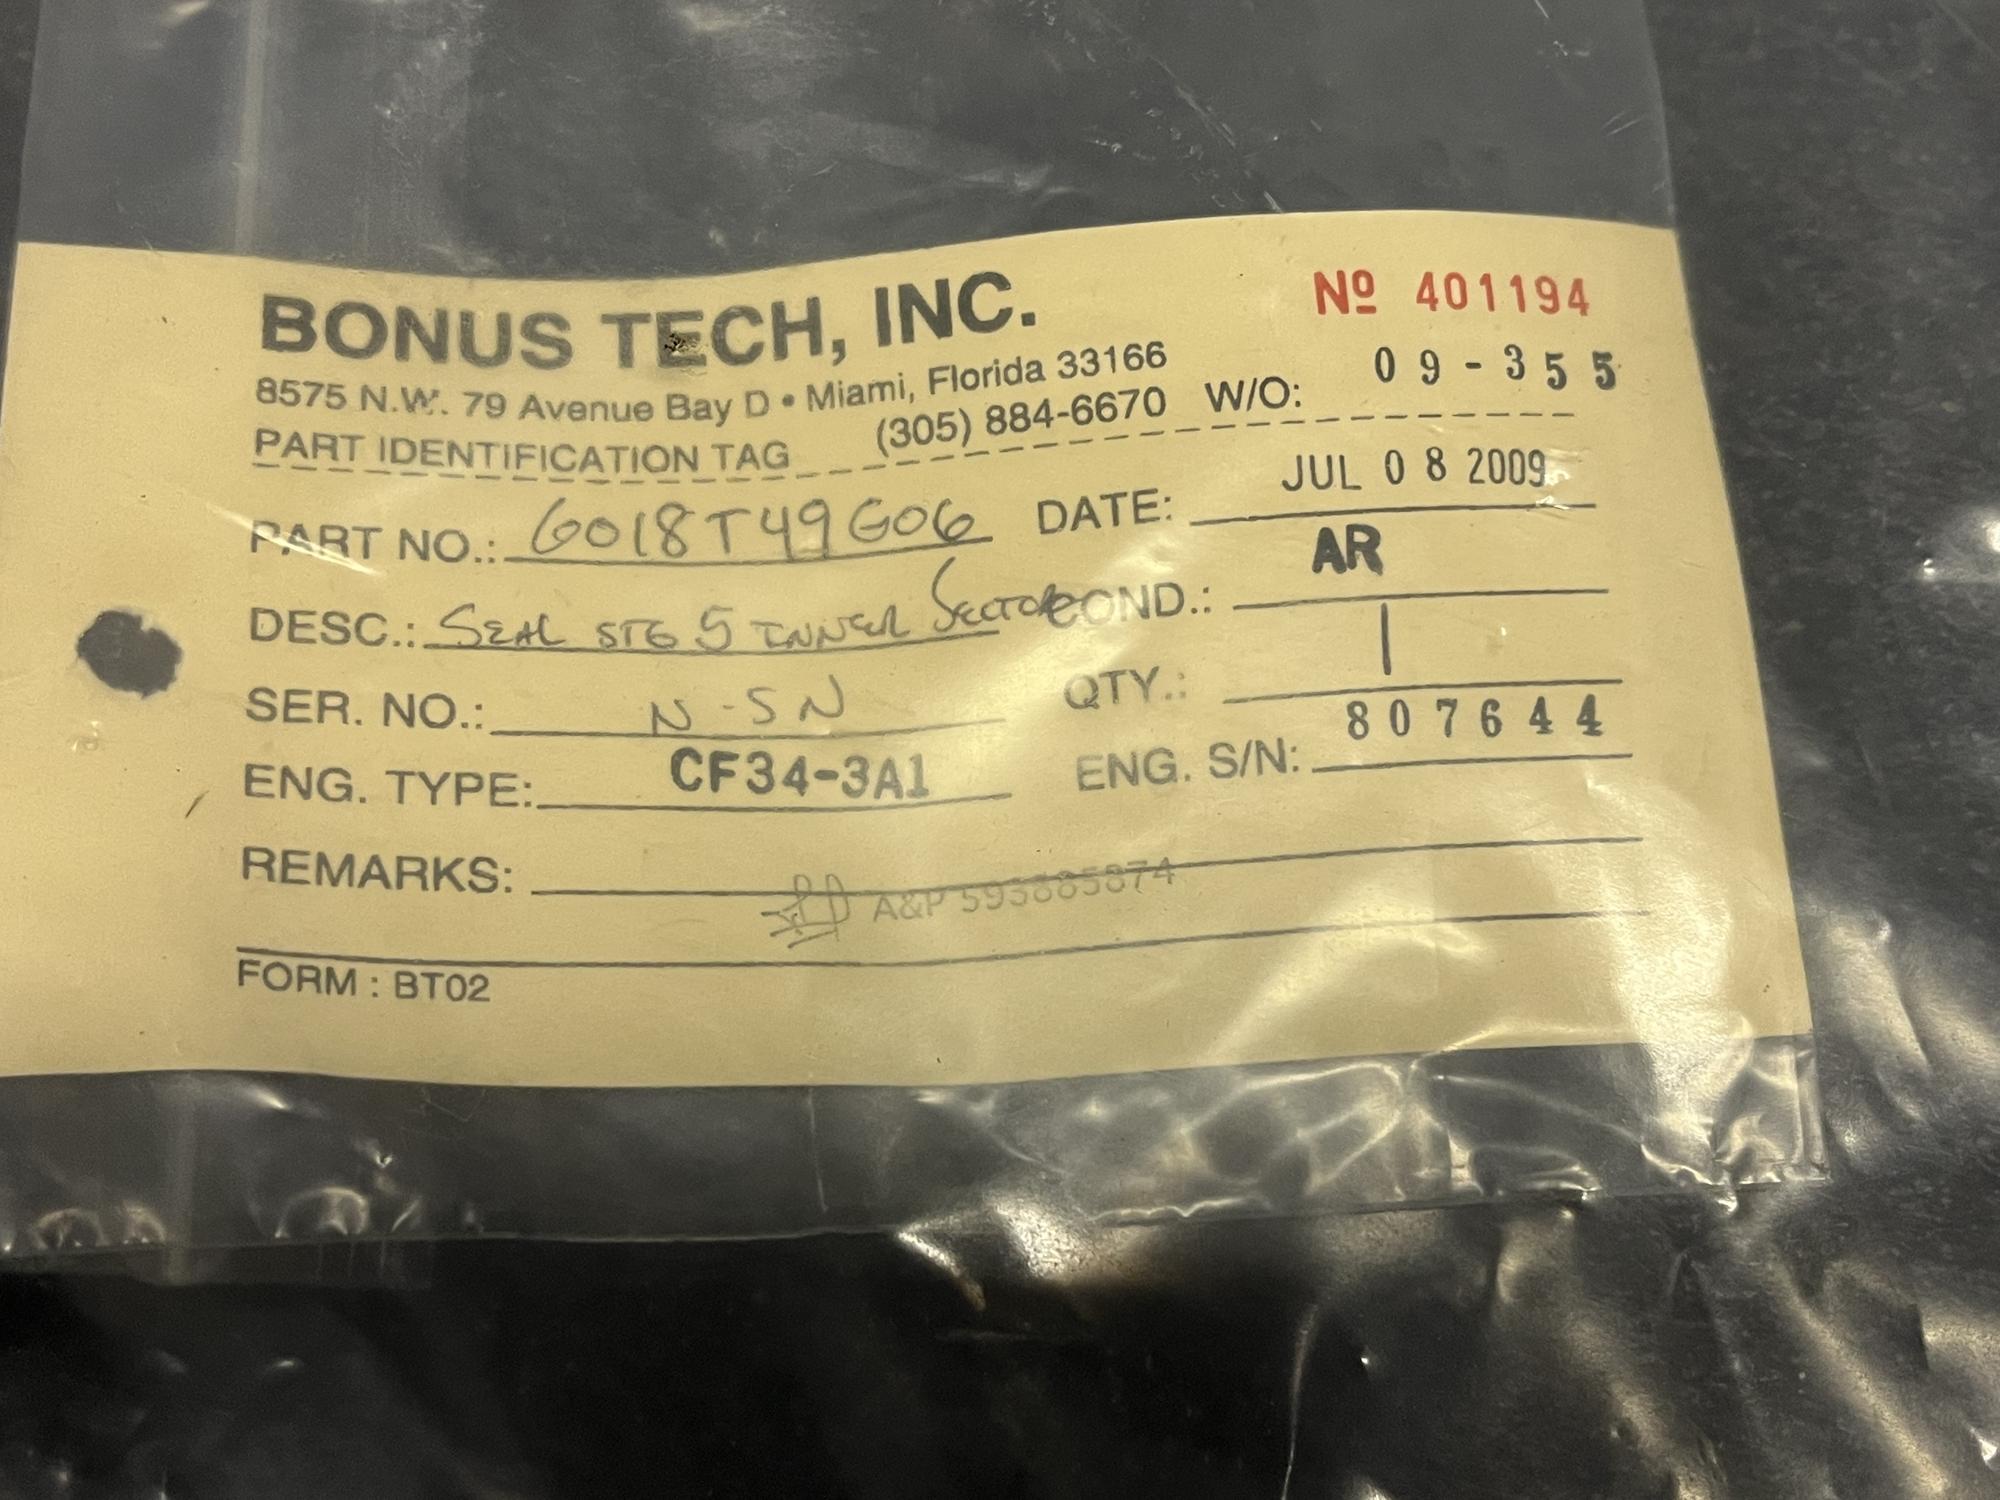 BONUS TECH, INC.
Nº 401194
8575 N.W. 79 Avenue Bay D • Miami, Florida 33166
(305) 884-6670
W/O: 09-355
PART IDENTIFICATION TAG
PART NO.: 6018T49G06
DATE: JUL 08 2009
DESC.: SEAL STG 5 INNER SECTOR
COND.: AR
SER. NO.: N-SN
QTY.: 1
ENG. TYPE: CF34-3A1
ENG. S/N: 807644
REMARKS:
A&P 593885874
FORM : BT02